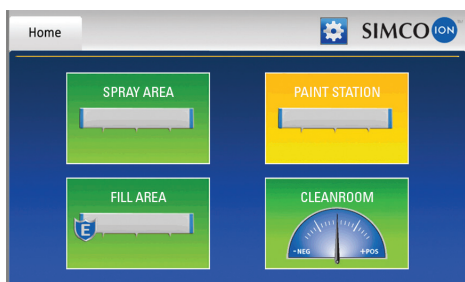 Home
SIMCO ION
SPRAY AREA
PAINT STATION
FILL AREA
E
CLEANROOM
-NEG +POS